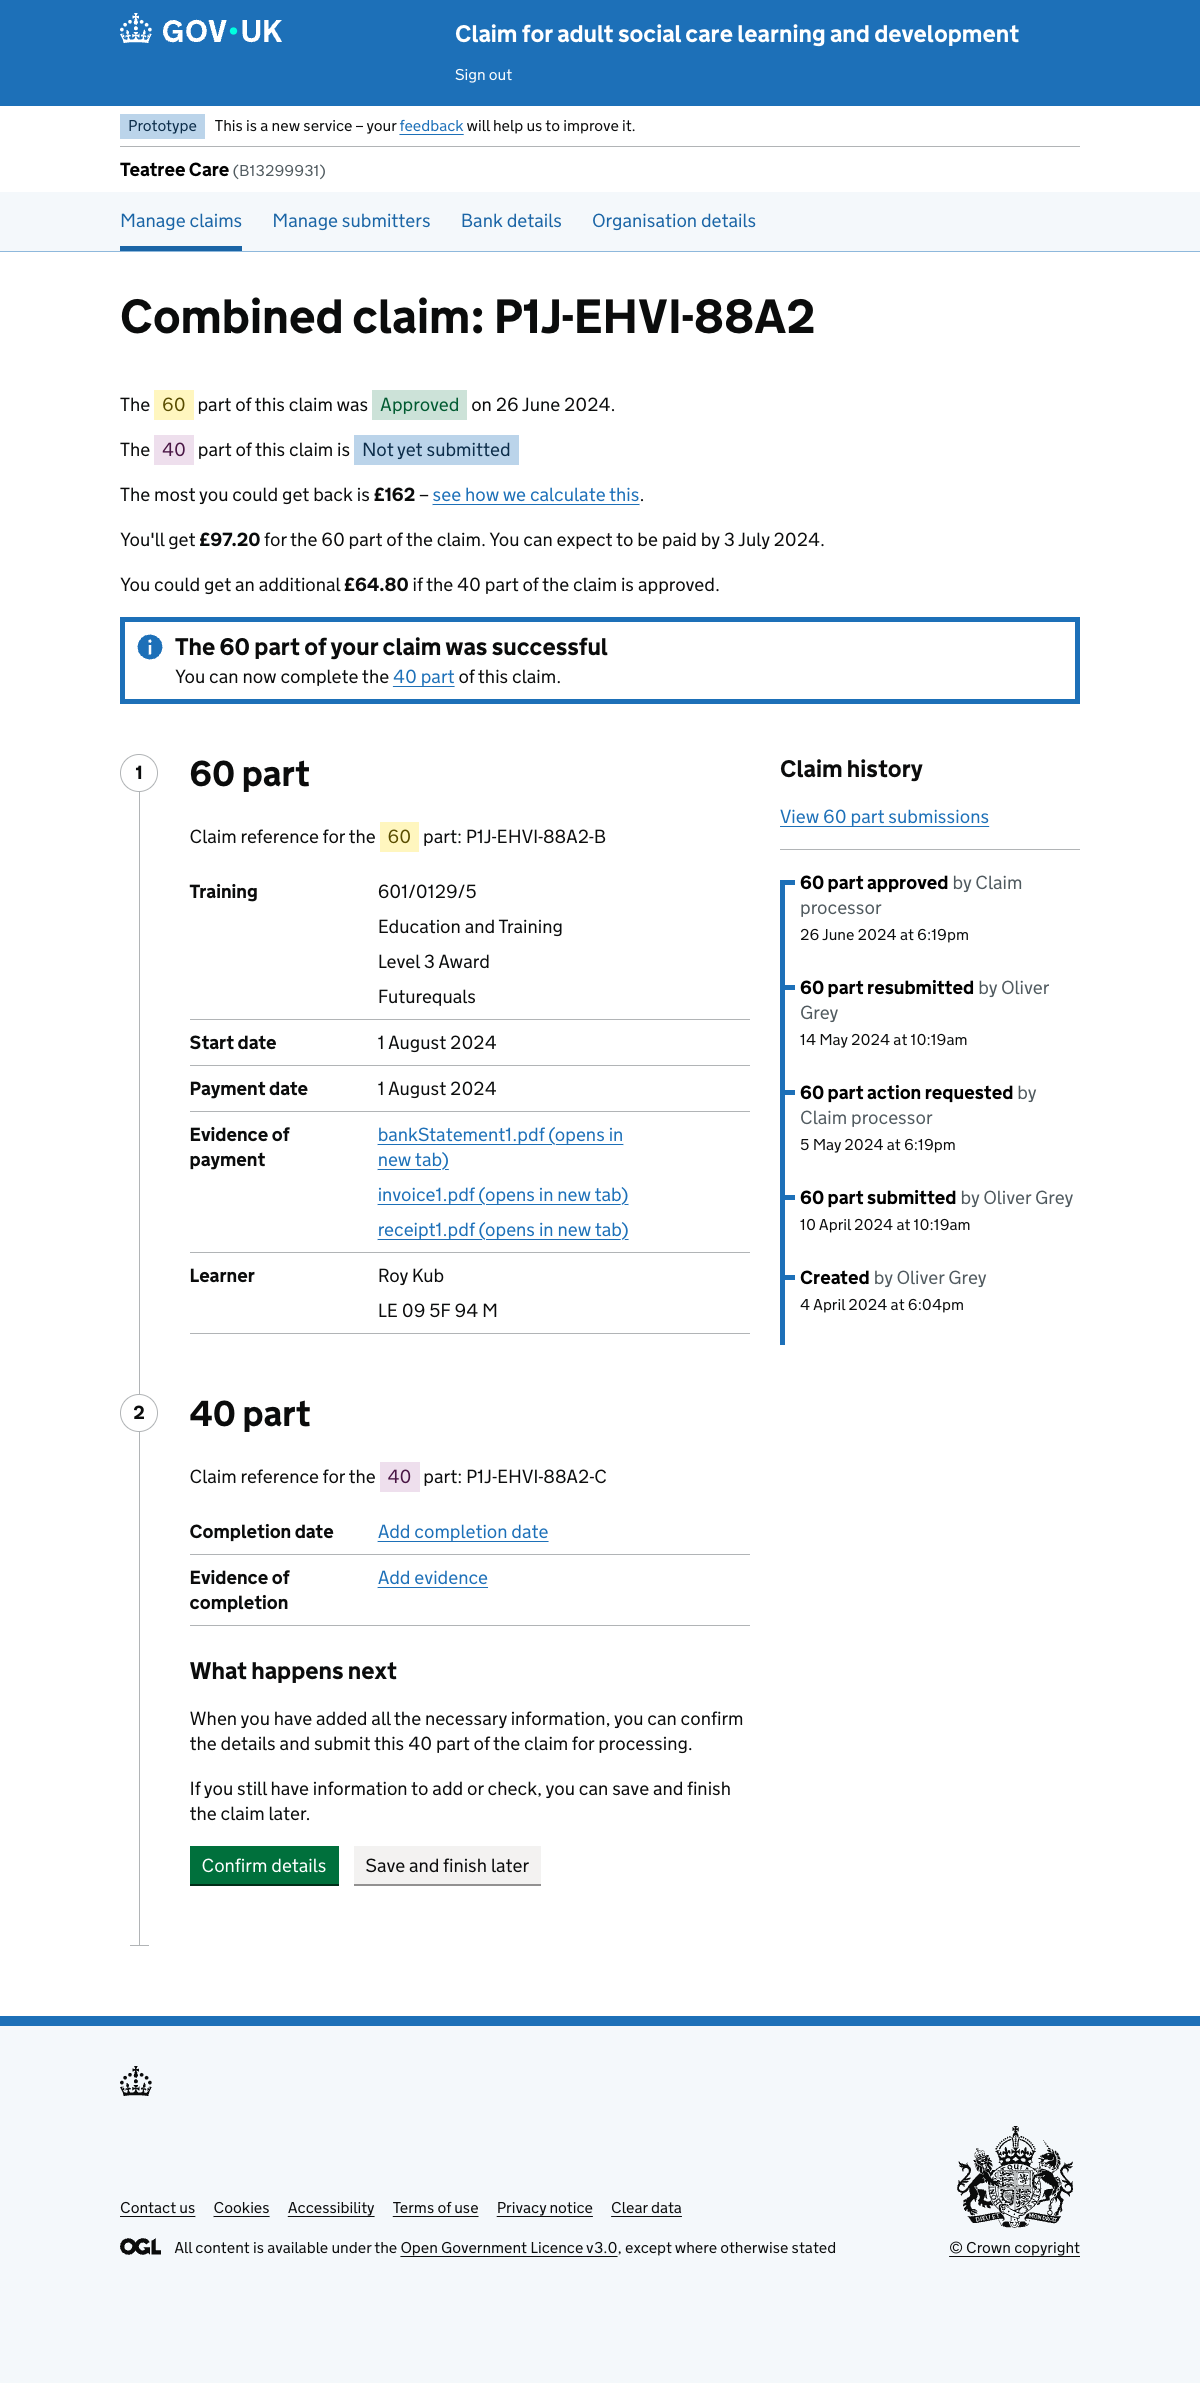 GOV·UK
Claim for adult social care learning and development
Sign out
Prototype This is a new service – your feedback will help us to improve it.
Teatree Care (B13299931)
Manage claims Manage submitters Bank details Organisation details
Combined claim: P1J-EHVI-88A2
The 60 part of this claim was Approved on 26 June 2024.
The 40 part of this claim is Not yet submitted
The most you could get back is £162 – see how we calculate this.
You'll get £97.20 for the 60 part of the claim. You can expect to be paid by 3 July 2024.
You could get an additional £64.80 if the 40 part of the claim is approved.
The 60 part of your claim was successful
You can now complete the 40 part of this claim.
1
60 part
Claim reference for the 60 part: P1J-EHVI-88A2-B
Training 601/0129/5
Education and Training
Level 3 Award
Futurequals
Start date 1 August 2024
Payment date 1 August 2024
Evidence of payment bankStatement1.pdf (opens in
new tab)
invoice1.pdf (opens in new tab)
receipt1.pdf (opens in new tab)
Learner Roy Kub
LE 09 5F 94 M
Claim history
View 60 part submissions
60 part approved by Claim
processor
26 June 2024 at 6:19pm
60 part resubmitted by Oliver
Grey
14 May 2024 at 10:19am
60 part action requested by
Claim processor
5 May 2024 at 6:19pm
60 part submitted by Oliver Grey
10 April 2024 at 10:19am
Created by Oliver Grey
4 April 2024 at 6:04pm
2
40 part
Claim reference for the 40 part: P1J-EHVI-88A2-C
Completion date Add completion date
Evidence of completion Add evidence
What happens next
When you have added all the necessary information, you can confirm
the details and submit this 40 part of the claim for processing.
If you still have information to add or check, you can save and finish
the claim later.
Confirm details Save and finish later
Contact us Cookies Accessibility Terms of use Privacy notice Clear data
OGL All content is available under the Open Government Licence v3.0, except where otherwise stated
© Crown copyright